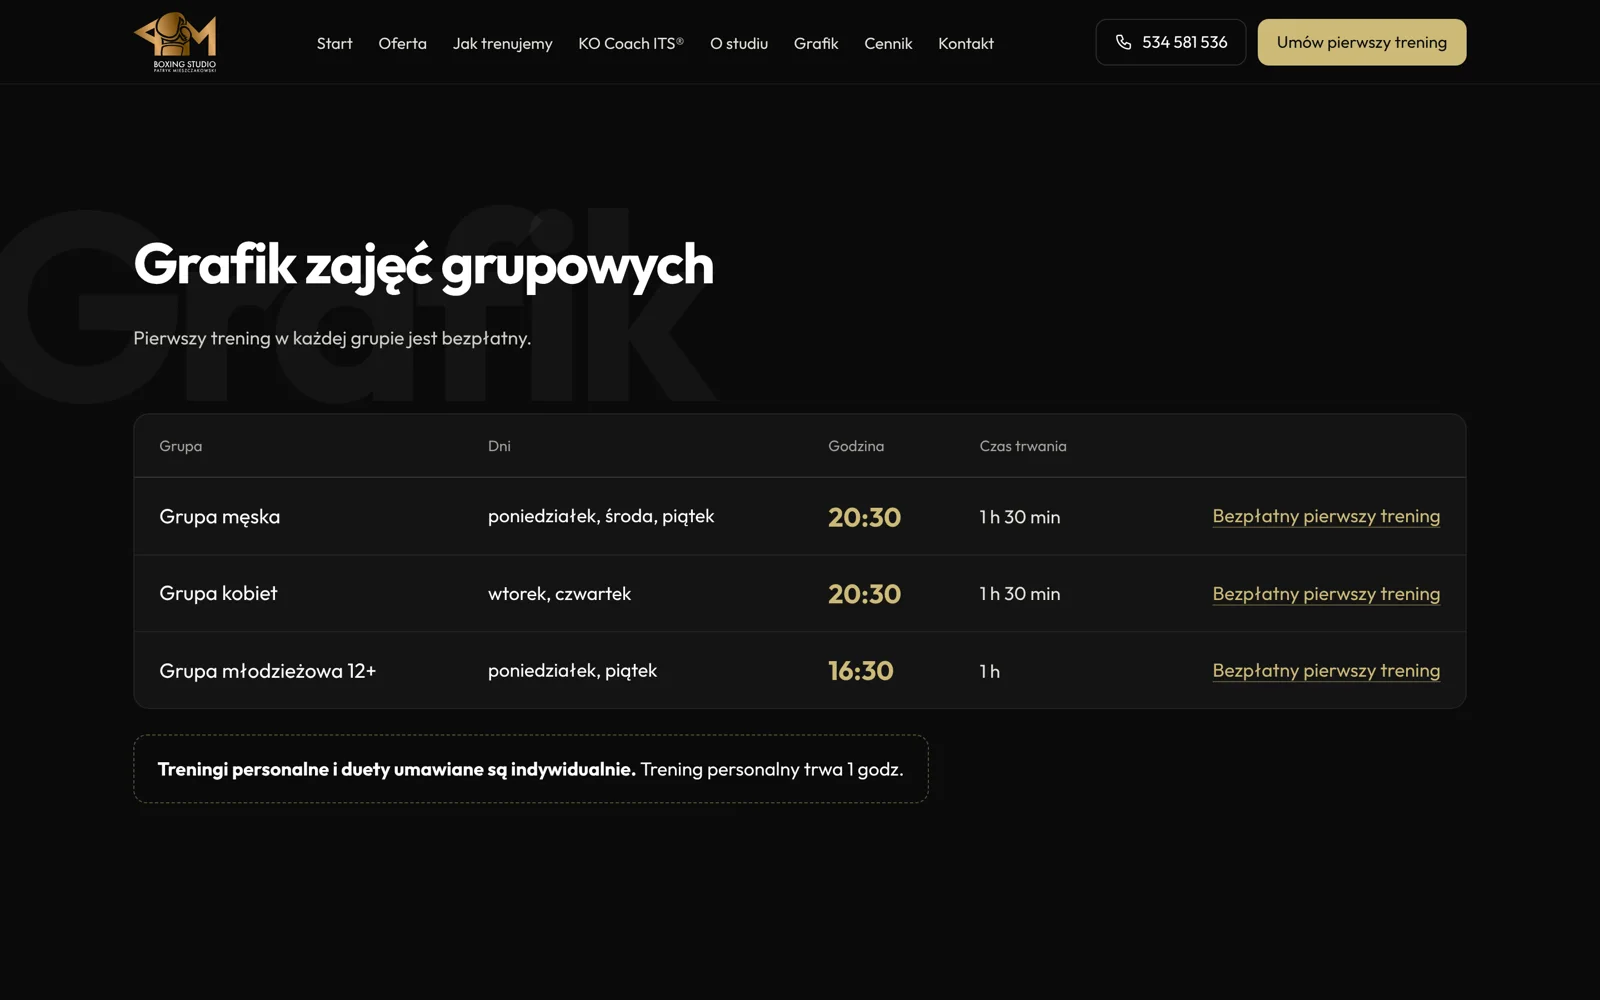 BOXING STUDIO
PATRYK MIESZCZAKOWSKI
Start Oferta Jak trenujemy KO Coach ITS® O studiu Grafik Cennik Kontakt
534 581 536
Umów pierwszy trening
Grafik
Grafik zajęć grupowych
Pierwszy trening w każdej grupie jest bezpłatny.
Grupa Dni Godzina Czas trwania
Grupa męska poniedziałek, środa, piątek 20:30 1 h 30 min Bezpłatny pierwszy trening
Grupa kobiet wtorek, czwartek 20:30 1 h 30 min Bezpłatny pierwszy trening
Grupa młodzieżowa 12+ poniedziałek, piątek 16:30 1 h Bezpłatny pierwszy trening
Treningi personalne i duety umawiane są indywidualnie. Trening personalny trwa 1 godz.